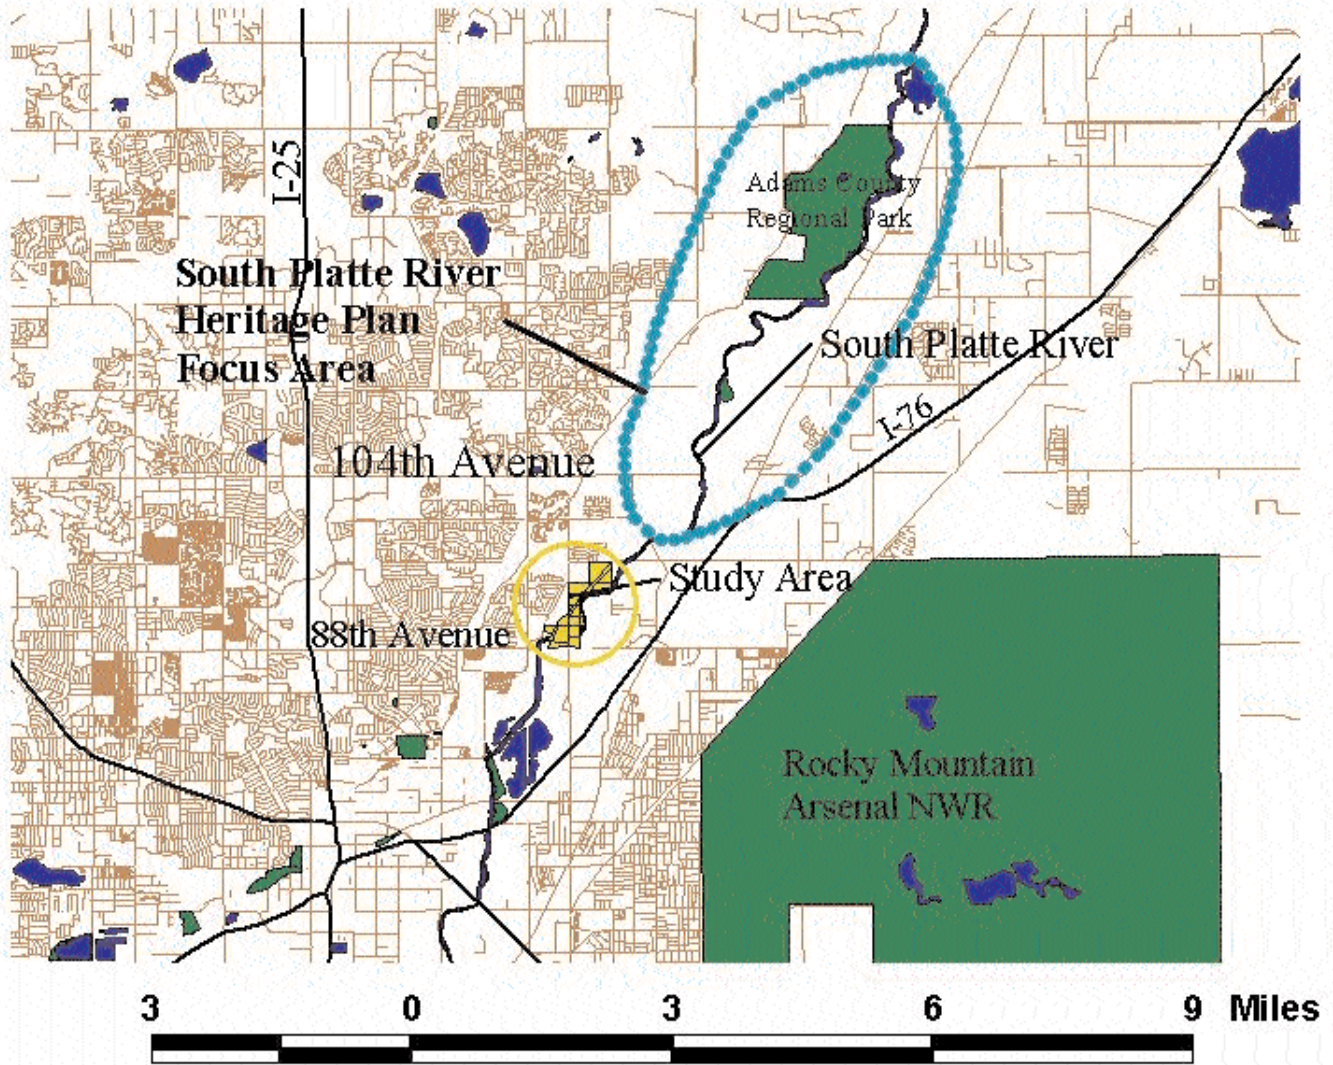 I-25
Adams County
Regional Park
South Platte River
Heritage Plan
Focus Area
South Platte River
I-76
104th Avenue
Study Area
88th Avenue
Rocky Mountain
Arsenal NWR
3 0 3 6 9 Miles